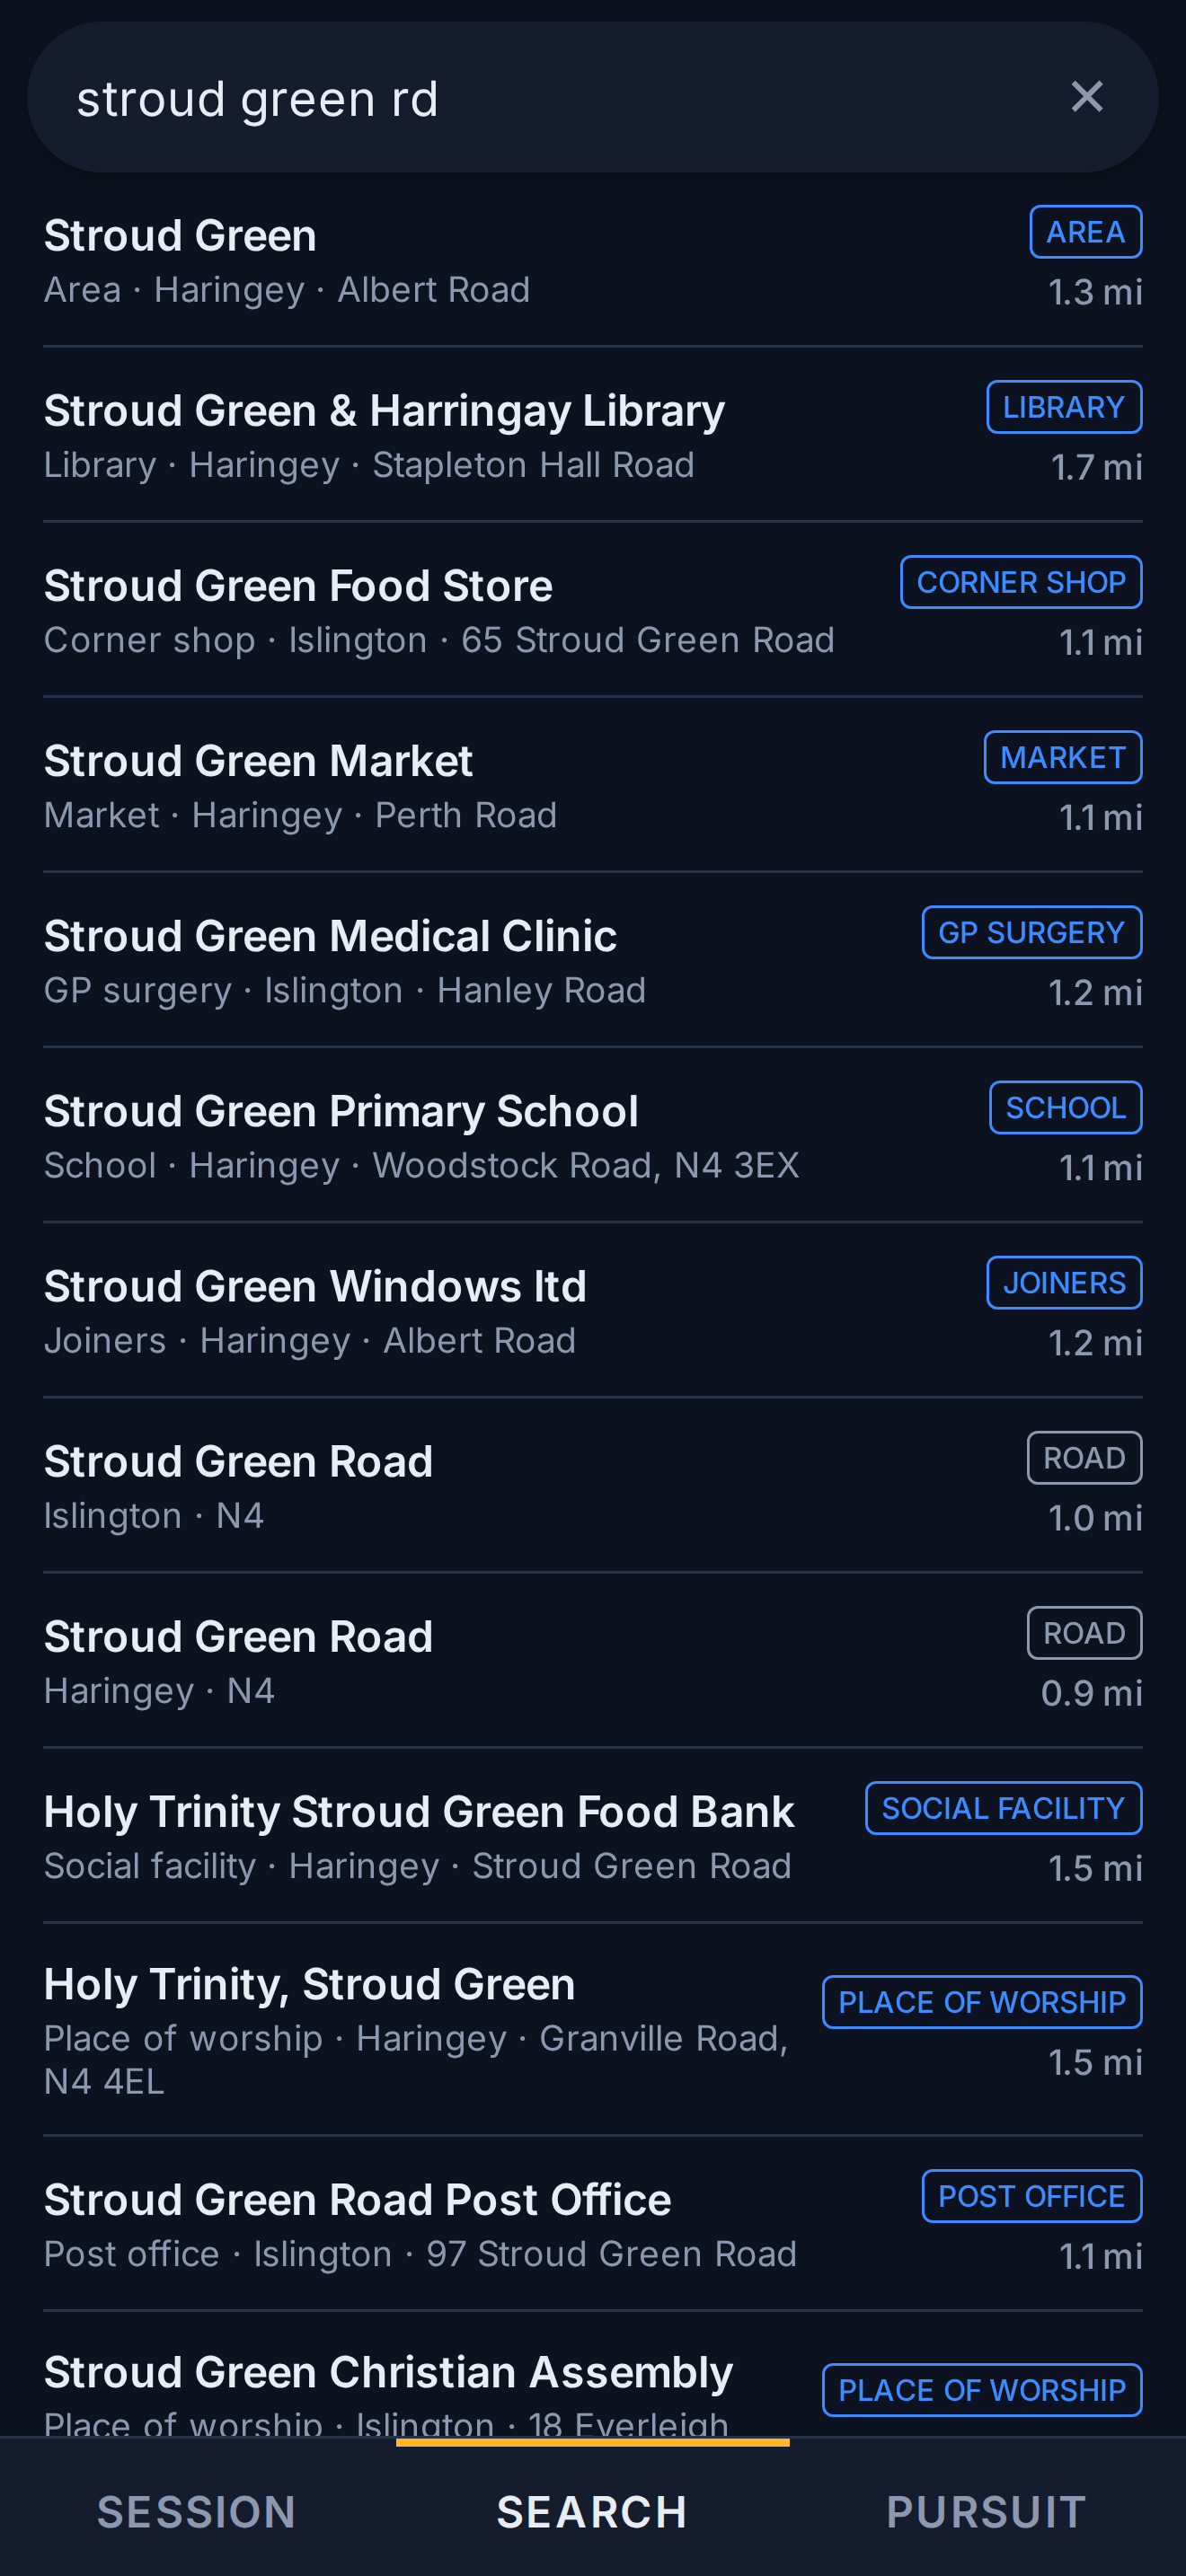 stroud green rd ✕
Stroud Green AREA
Area · Haringey · Albert Road 1.3 mi
Stroud Green & Harringay Library LIBRARY
Library · Haringey · Stapleton Hall Road 1.7 mi
Stroud Green Food Store CORNER SHOP
Corner shop · Islington · 65 Stroud Green Road 1.1 mi
Stroud Green Market MARKET
Market · Haringey · Perth Road 1.1 mi
Stroud Green Medical Clinic GP SURGERY
GP surgery · Islington · Hanley Road 1.2 mi
Stroud Green Primary School SCHOOL
School · Haringey · Woodstock Road, N4 3EX 1.1 mi
Stroud Green Windows ltd JOINERS
Joiners · Haringey · Albert Road 1.2 mi
Stroud Green Road ROAD
Islington · N4 1.0 mi
Stroud Green Road ROAD
Haringey · N4 0.9 mi
Holy Trinity Stroud Green Food Bank SOCIAL FACILITY
Social facility · Haringey · Stroud Green Road 1.5 mi
Holy Trinity, Stroud Green PLACE OF WORSHIP
Place of worship · Haringey · Granville Road, 1.5 mi
N4 4EL
Stroud Green Road Post Office POST OFFICE
Post office · Islington · 97 Stroud Green Road 1.1 mi
Stroud Green Christian Assembly PLACE OF WORSHIP
Place of worship · Islington · 18 Everleigh
SESSION SEARCH PURSUIT